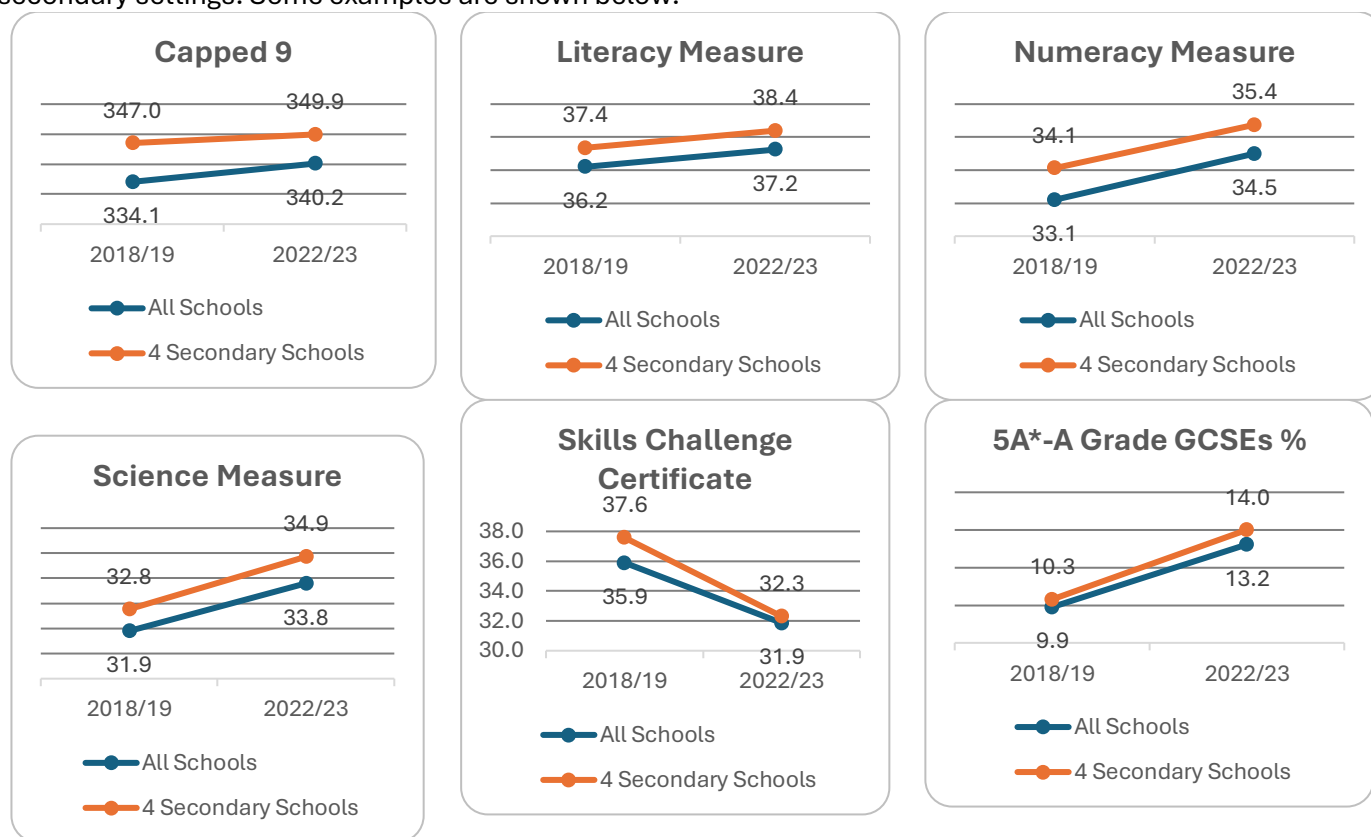 secondary settings. Some examples are shown below.
Capped 9
347.0
349.9
334.1
340.2
2018/19
2022/23
All Schools
4 Secondary Schools
Literacy Measure
37.4
38.4
36.2
37.2
2018/19
2022/23
All Schools
4 Secondary Schools
Numeracy Measure
34.1
35.4
33.1
34.5
2018/19
2022/23
All Schools
4 Secondary Schools
Science Measure
32.8
34.9
31.9
33.8
2018/19
2022/23
All Schools
4 Secondary Schools
Skills Challenge
Certificate
38.0
36.0
34.0
32.0
30.0
37.6
32.3
35.9
31.9
2018/19
2022/23
All Schools
4 Secondary Schools
5A*-A Grade GCSEs %
10.3
14.0
9.9
13.2
2018/19
2022/23
All Schools
4 Secondary Schools